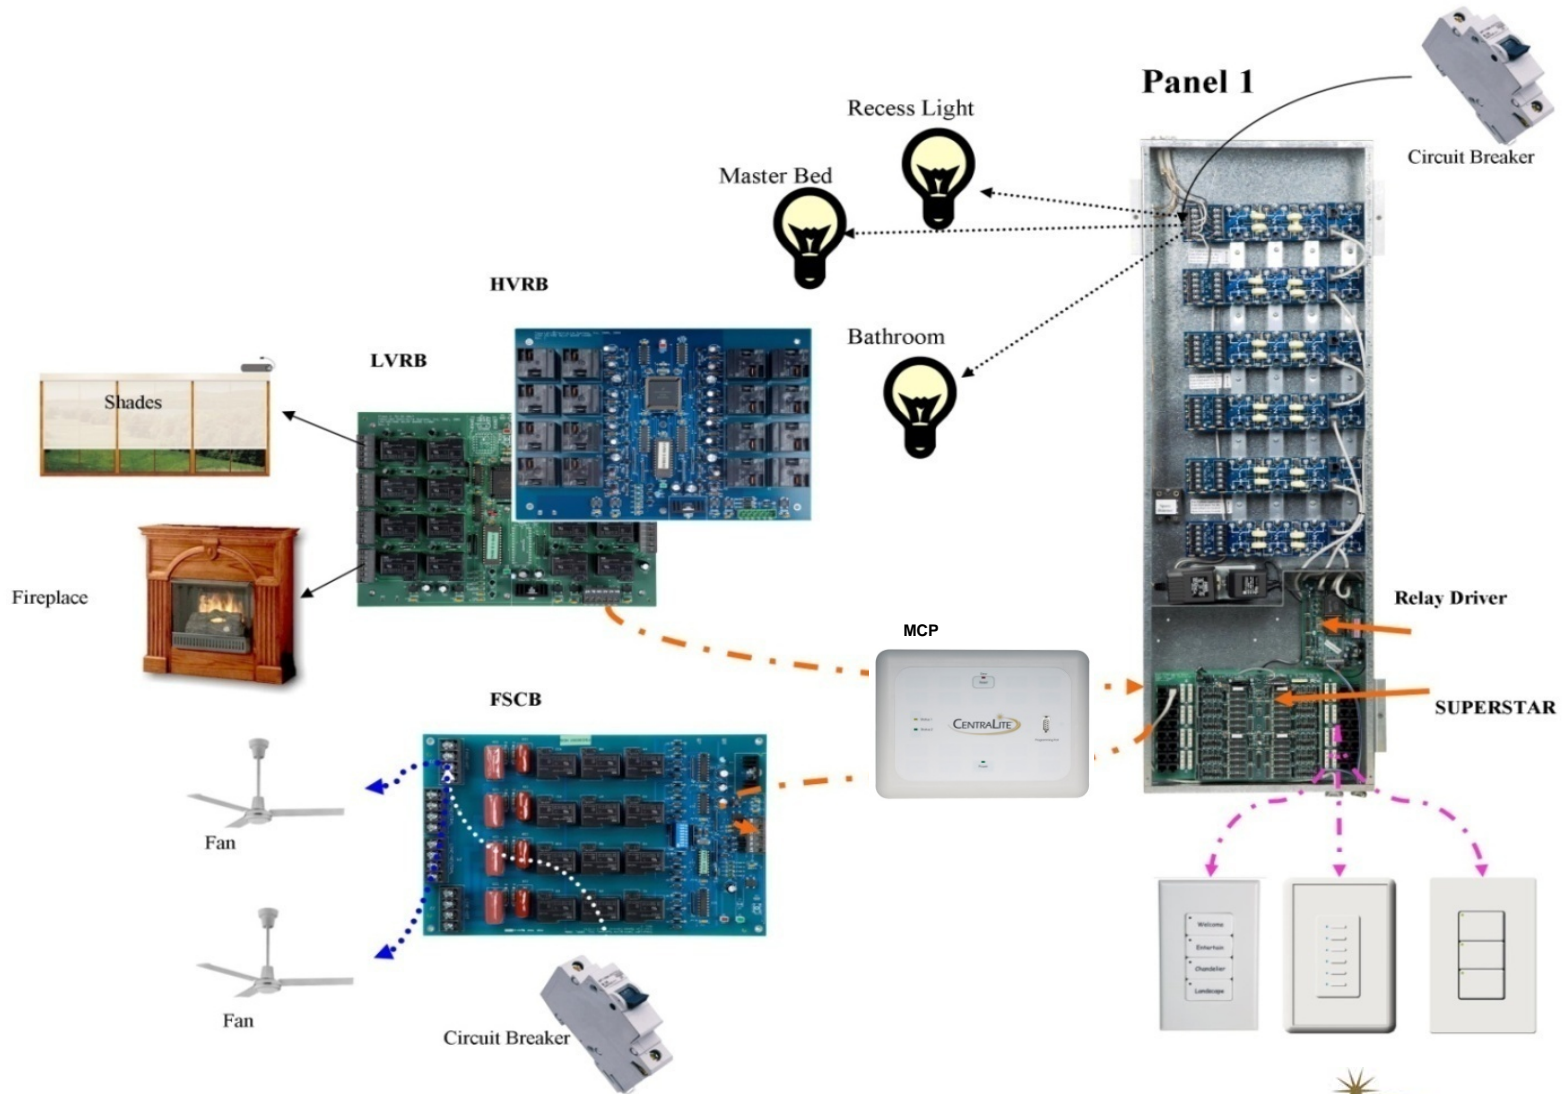 Panel 1
Circuit Breaker
Recess Light
Master Bed
Bathroom
HVRB
LVRB
Shades
Fireplace
Relay Driver
MCP
CENTRALITE
SUPERSTAR
FSCB
Fan
Fan
Circuit Breaker
Welcome
Entertain
Chandelier
Landscape